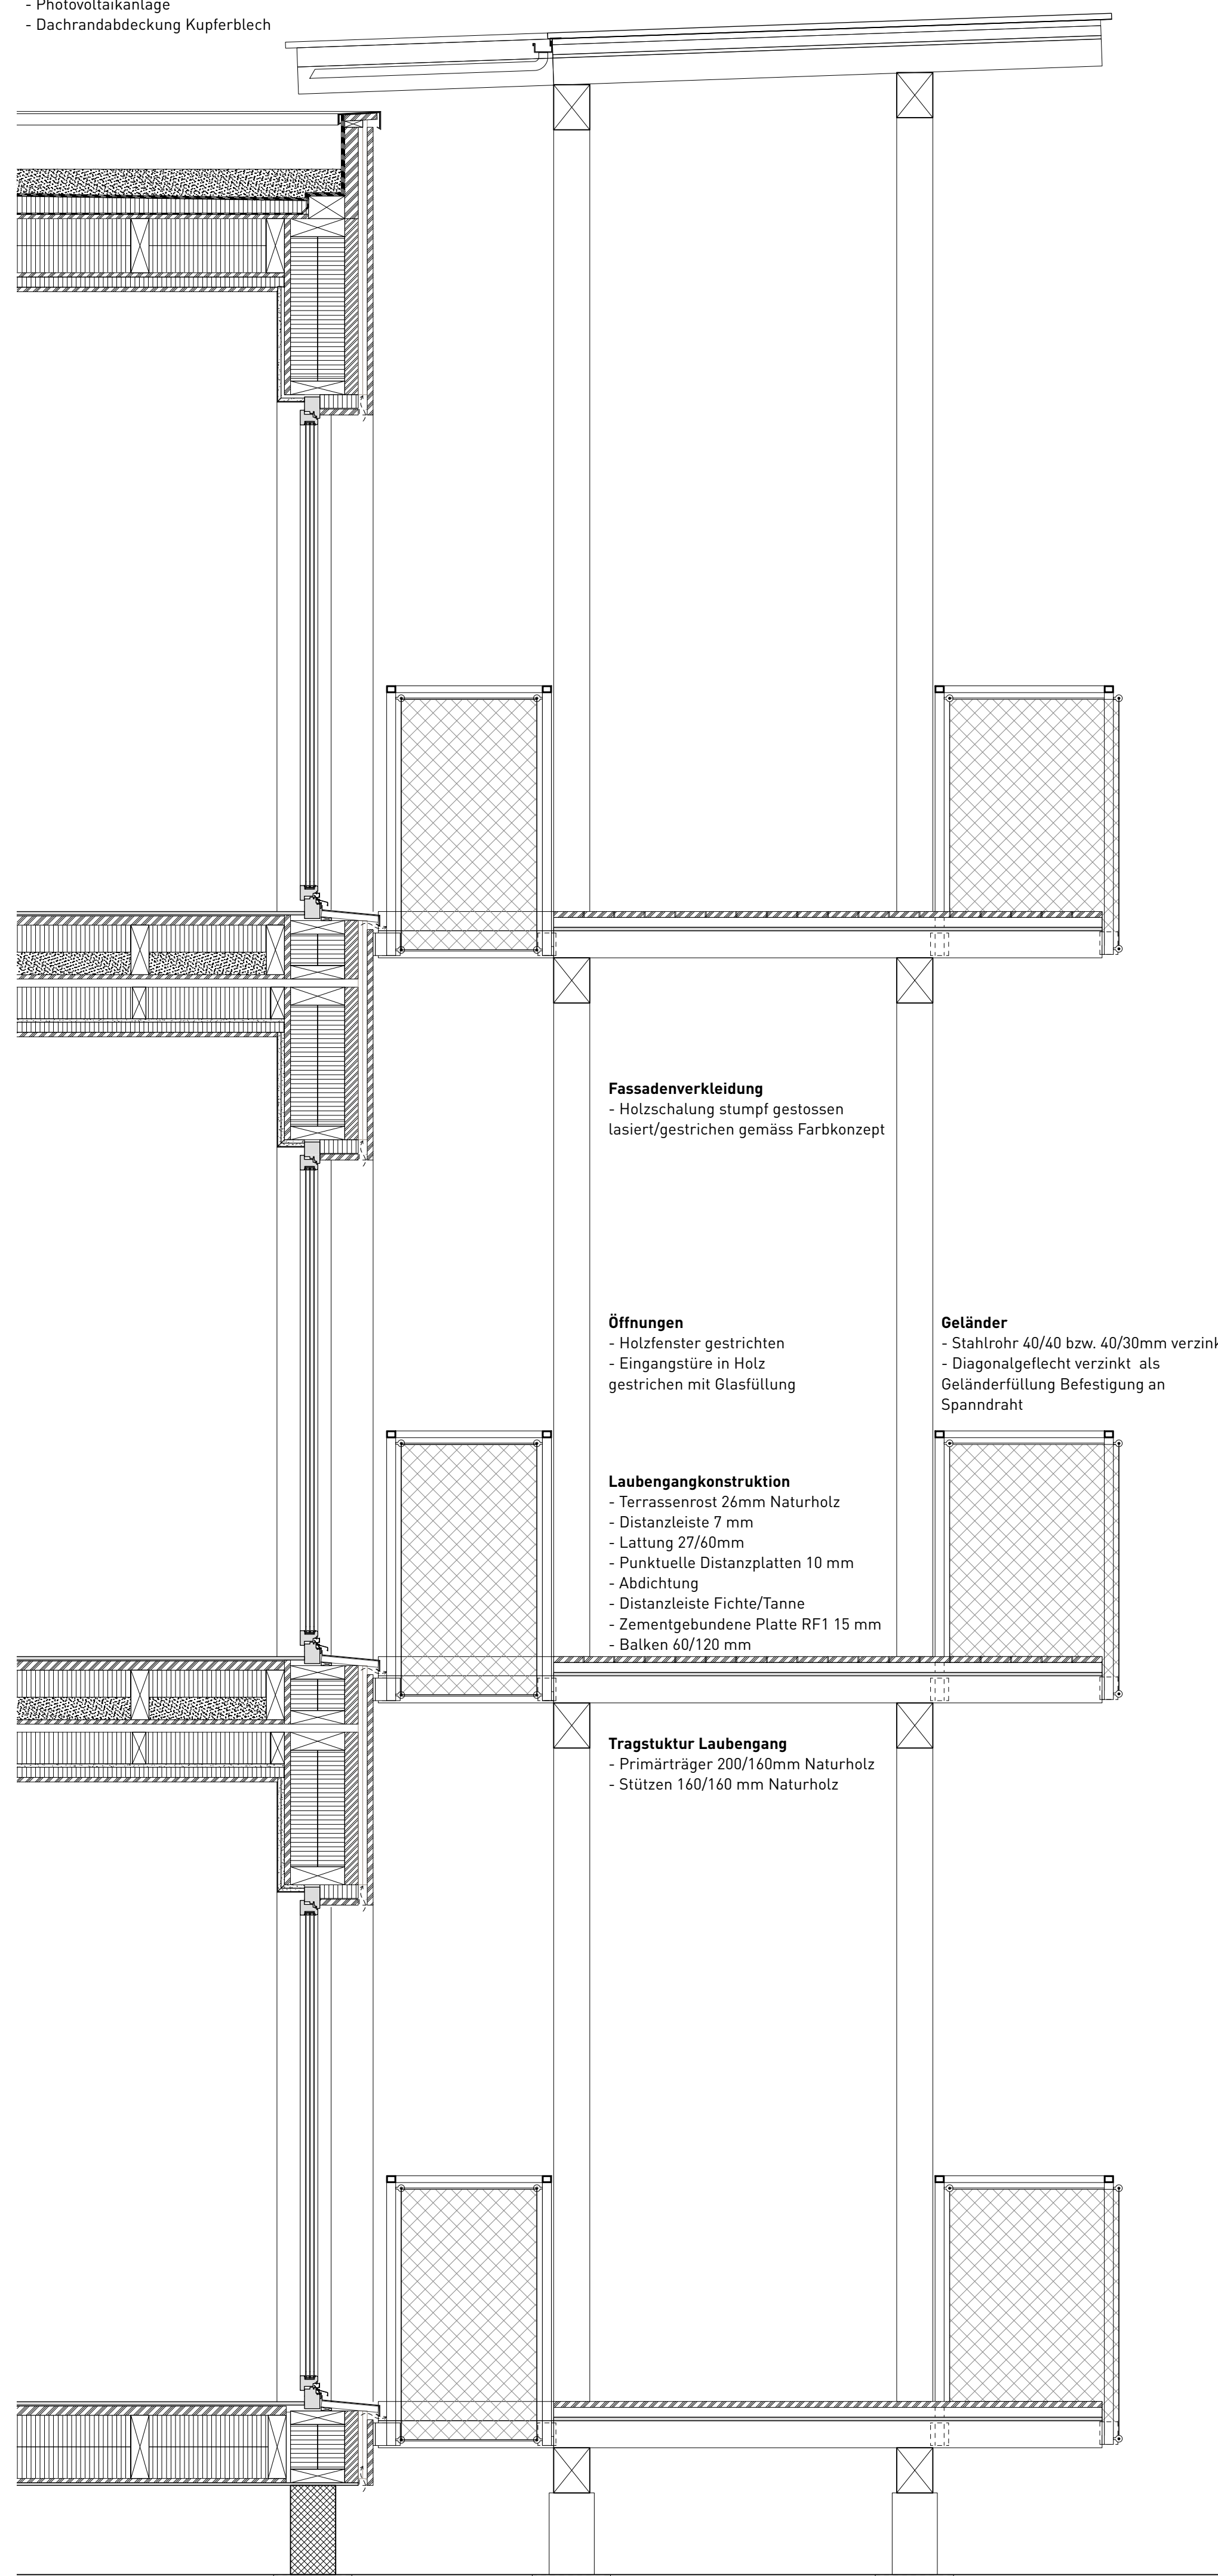 - Photovoltaikanlage
- Dachrandabdeckung Kupferblech
Fassadenverkleidung
- Holzschalung stumpf gestossen
lasiert/gestrichen gemäss Farbkonzept
Öffnungen
- Holzfenster gestrichten
- Eingangstüre in Holz
gestrichen mit Glasfüllung
Geländer
- Stahlrohr 40/40 bzw. 40/30mm verzink
- Diagonalgeflecht verzinkt als
Geländerfüllung Befestigung an
Spanndraht
Laubengangkonstruktion
- Terrassenrost 26mm Naturholz
- Distanzleiste 7 mm
- Lattung 27/60mm
- Punktuelle Distanzplatten 10 mm
- Abdichtung
- Distanzleiste Fichte/Tanne
- Zementgebundene Platte RF1 15 mm
- Balken 60/120 mm
Tragstuktur Laubengang
- Primärträger 200/160mm Naturholz
- Stützen 160/160 mm Naturholz